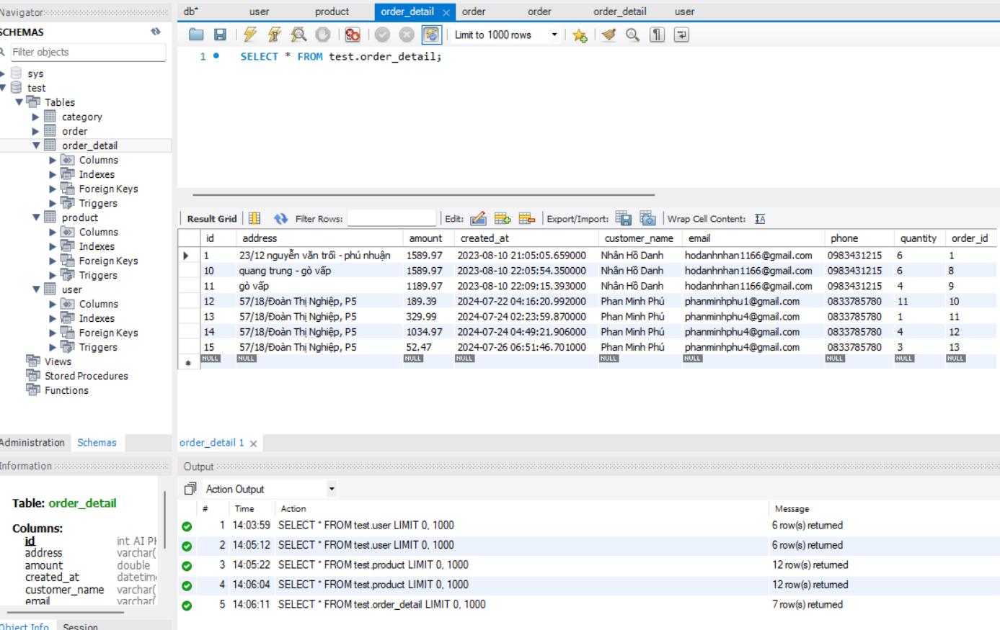 Navigator
SCHEMAS
Filter objects
sys
test
Tables
category
order
order_detail
Columns
Indexes
Foreign Keys
Triggers
product
Columns
Indexes
Foreign Keys
Triggers
user
Columns
Indexes
Foreign Keys
Triggers
Views
Stored Procedures
Functions
Administration Schemas
Information
Table: order_detail
Columns:
id int AI
address varchar(
amount double
created_at datetim
customer_name varchar(
email varchar(
Object Info Session
db* user product order_detail order order order_detail user
Limit to 1000 rows
1 SELECT * FROM test.order_detail;
Result Grid Filter Rows: Edit: Export/Import: Wrap Cell Content:
id address amount created_at customer_name email phone quantity order_id
1 23/12 nguyễn văn trỗi - phú nhuận 1589.97 2023-08-10 21:05:05.659000 Nhân Hồ Danh hodanhnhan1166@gmail.com 0983431215 6 1
10 quang trung - gò vấp 1589.97 2023-08-10 22:05:54.350000 Nhân Hồ Danh hodanhnhan1166@gmail.com 0983431215 6 8
11 gò vấp 1189.97 2023-08-10 22:09:15.393000 Nhân Hồ Danh hodanhnhan1166@gmail.com 0983431215 4 9
12 57/18/Đoàn Thị Nghiệp, P5 189.39 2024-07-22 04:16:20.992000 Phan Minh Phú phanminhphu1@gmail.com 0833785780 11 10
13 57/18/Đoàn Thị Nghiệp, P5 329.99 2024-07-24 02:23:59.870000 Phan Minh Phú phanminhphu4@gmail.com 0833785780 1 11
14 57/18/Đoàn Thị Nghiệp, P5 1034.97 2024-07-24 04:49:21.906000 Phan Minh Phú phanminhphu4@gmail.com 0833785780 4 12
15 57/18/Đoàn Thị Nghiệp, P5 52.47 2024-07-26 06:51:46.701000 Phan Minh Phú phanminhphu4@gmail.com 0833785780 3 13
NULL NULL NULL NULL NULL NULL NULL NULL NULL
order_detail 1
Output
Action Output
# Time Action Message
1 14:03:59 SELECT * FROM test.user LIMIT 0, 1000 6 row(s) returned
2 14:05:12 SELECT * FROM test.user LIMIT 0, 1000 6 row(s) returned
3 14:05:22 SELECT * FROM test.product LIMIT 0, 1000 12 row(s) returned
4 14:06:04 SELECT * FROM test.product LIMIT 0, 1000 12 row(s) returned
5 14:06:11 SELECT * FROM test.order_detail LIMIT 0, 1000 7 row(s) returned